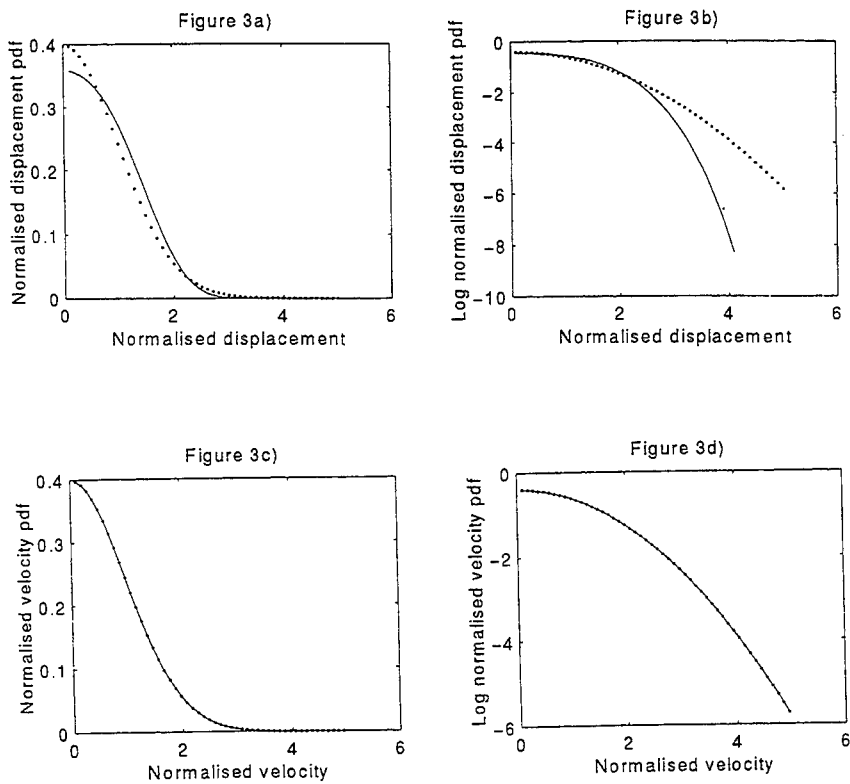 Figure 3a)
Normalised displacement pdf
0.4
0.3
0.2
0.1
0
0 2 4 6
Normalised displacement
Figure 3b)
Log normalised displacement pdf
0
−2
−4
−6
−8
−10
0 2 4 6
Normalised displacement
Figure 3c)
Normalised velocity pdf
0.4
0.3
0.2
0.1
0
0 2 4 6
Normalised velocity
Figure 3d)
Log normalised velocity pdf
0
−2
−4
−6
0 2 4 6
Normalised velocity